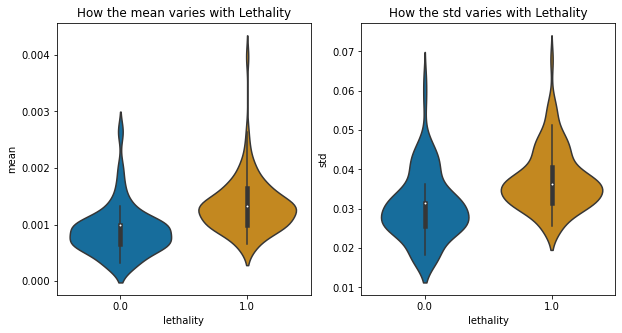 How the mean varies with Lethality
mean
0.004
0.003
0.002
0.001
0.000
0.0 1.0
lethality
How the std varies with Lethality
std
0.07
0.06
0.05
0.04
0.03
0.02
0.01
0.0 1.0
lethality